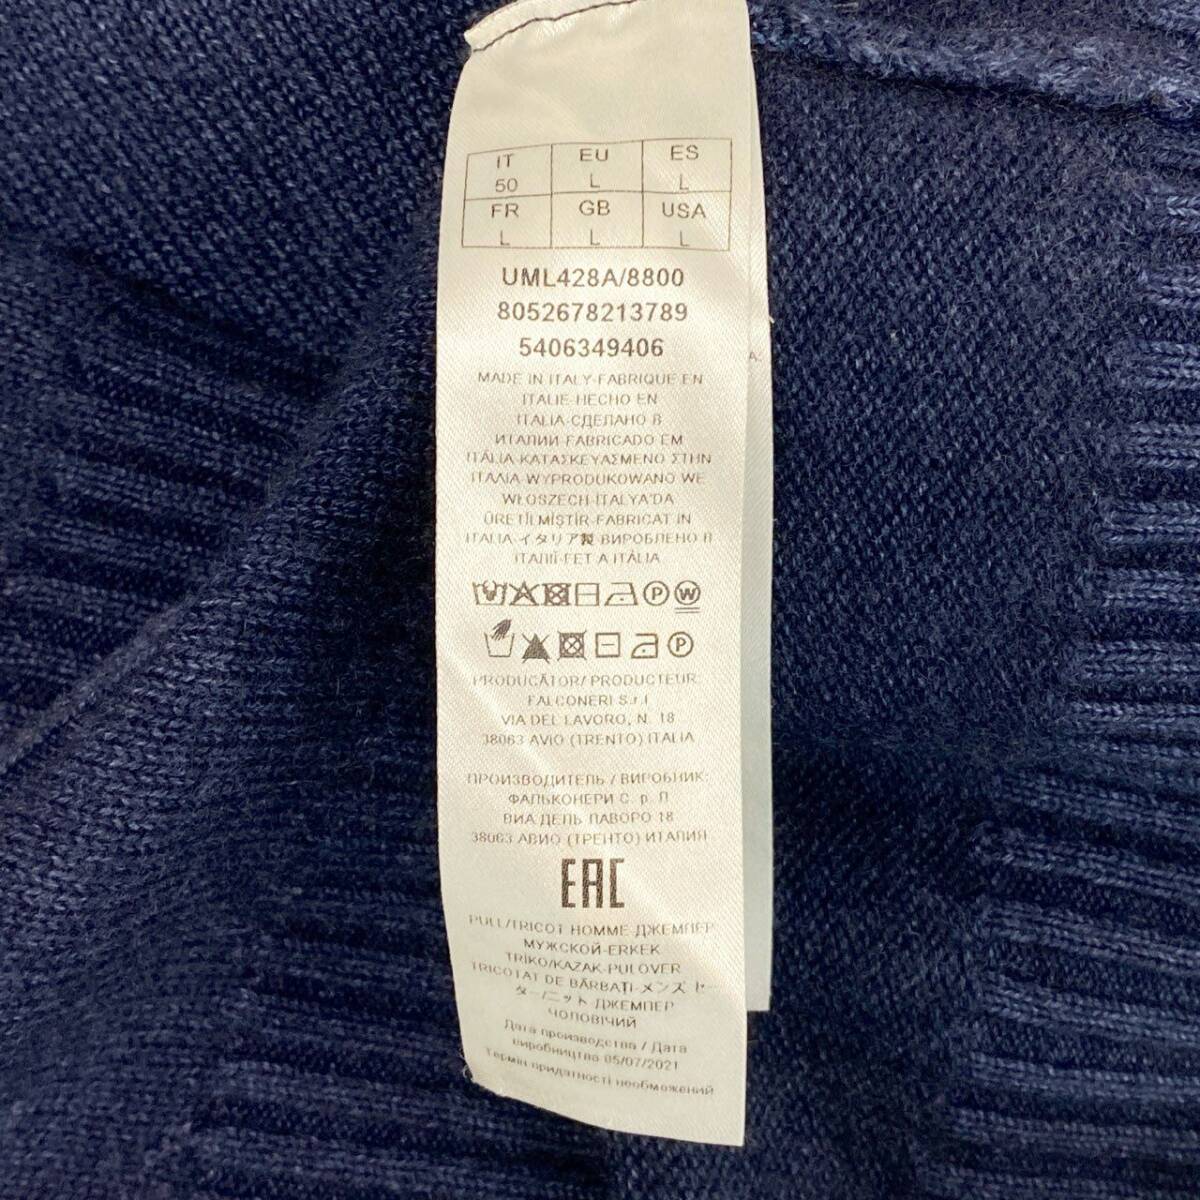 IT EU ES
50 L L
FR GB USA
L L L
UML428A/8800
8052678213789
5406349406
MADE IN ITALY-FABRIQUE EN
ITALIE-HECHO EN
ITALIA-СДЕЛАНО В
ИТАЛИИ-FABRICADO EM
ITÁLIA-ΚΑΤΑΣΚΕΥΑΣΜΕΝΟ ΣΤΗΝ
ΙΤΑΛΙΑ-WYPRODUKOWANO WE
WŁOSZECH-ITALYA'DA
ÜRETİLMİŞTİR-FABRICAT IN
ITALIA-イタリア製-ВИРОБЛЕНО В
ІТАЛІЇ-FET A ITÀLIA
P W
P
PRODUCĂTOR/ PRODUCTEUR:
FALCONERI S.r.l
VIA DEL LAVORO, N. 18
38063 AVIO (TRENTO) ITALIA
ПРОИЗВОДИТЕЛЬ / ВИРОБНИК:
ФАЛЬКОНЕРИ С. р. Л
ВИА ДЕЛЬ ЛАВОРО 18
38063 АВИО (ТРЕНТО) ИТАЛИЯ
EAC
PULL/TRICOT HOMME-ДЖЕМПЕР
МУЖСКОЙ-ERKEK
TRİKO/KAZAK-PULOVER
TRICOTAT DE BĂRBAȚI-メンズ セー
ター/ニット-ДЖЕМПЕР
ЧОЛОВІЧИЙ
Дата производства / Дата
виробництва 05/07/2021
Термін придатності необмежений
A: